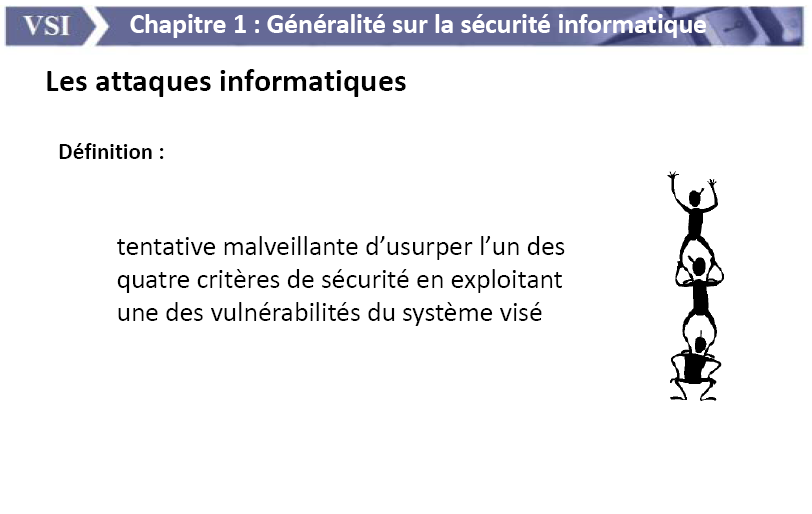 VSI
Chapitre 1 : Généralité sur la sécurité informatique
Les attaques informatiques
Définition :
tentative malveillante d’usurper l’un des
quatre critères de sécurité en exploitant
une des vulnérabilités du système visé